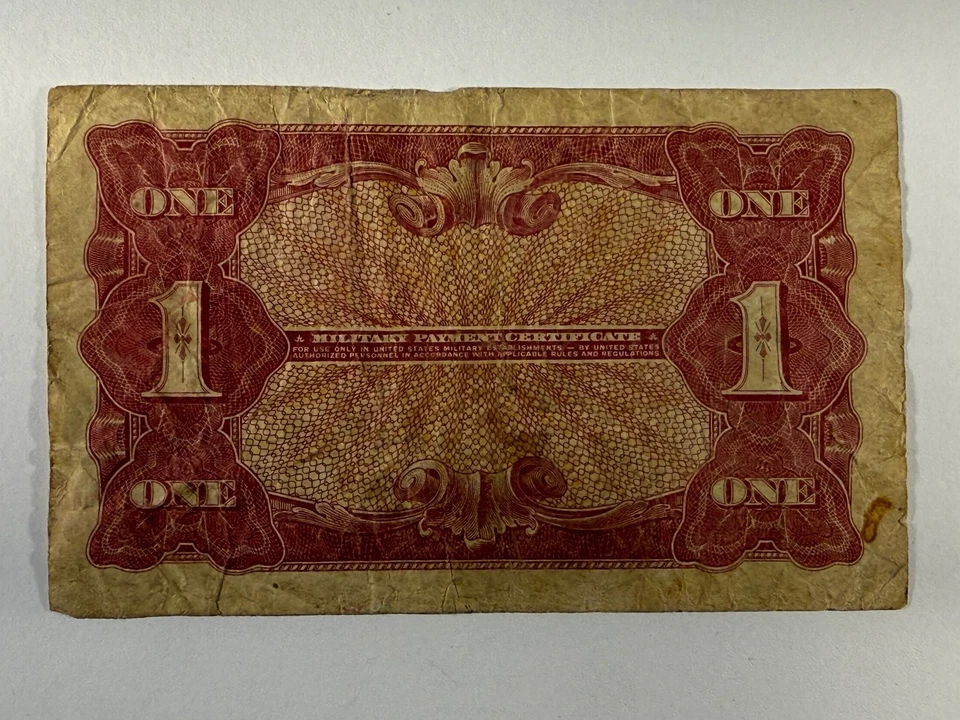 ONE ONE
1 MILITARY PAYMENT CERTIFICATE 1
FOR USE ONLY IN UNITED STATES MILITARY ESTABLISHMENTS — BY UNITED STATES
AUTHORIZED PERSONNEL IN ACCORDANCE WITH APPLICABLE RULES AND REGULATIONS
ONE ONE